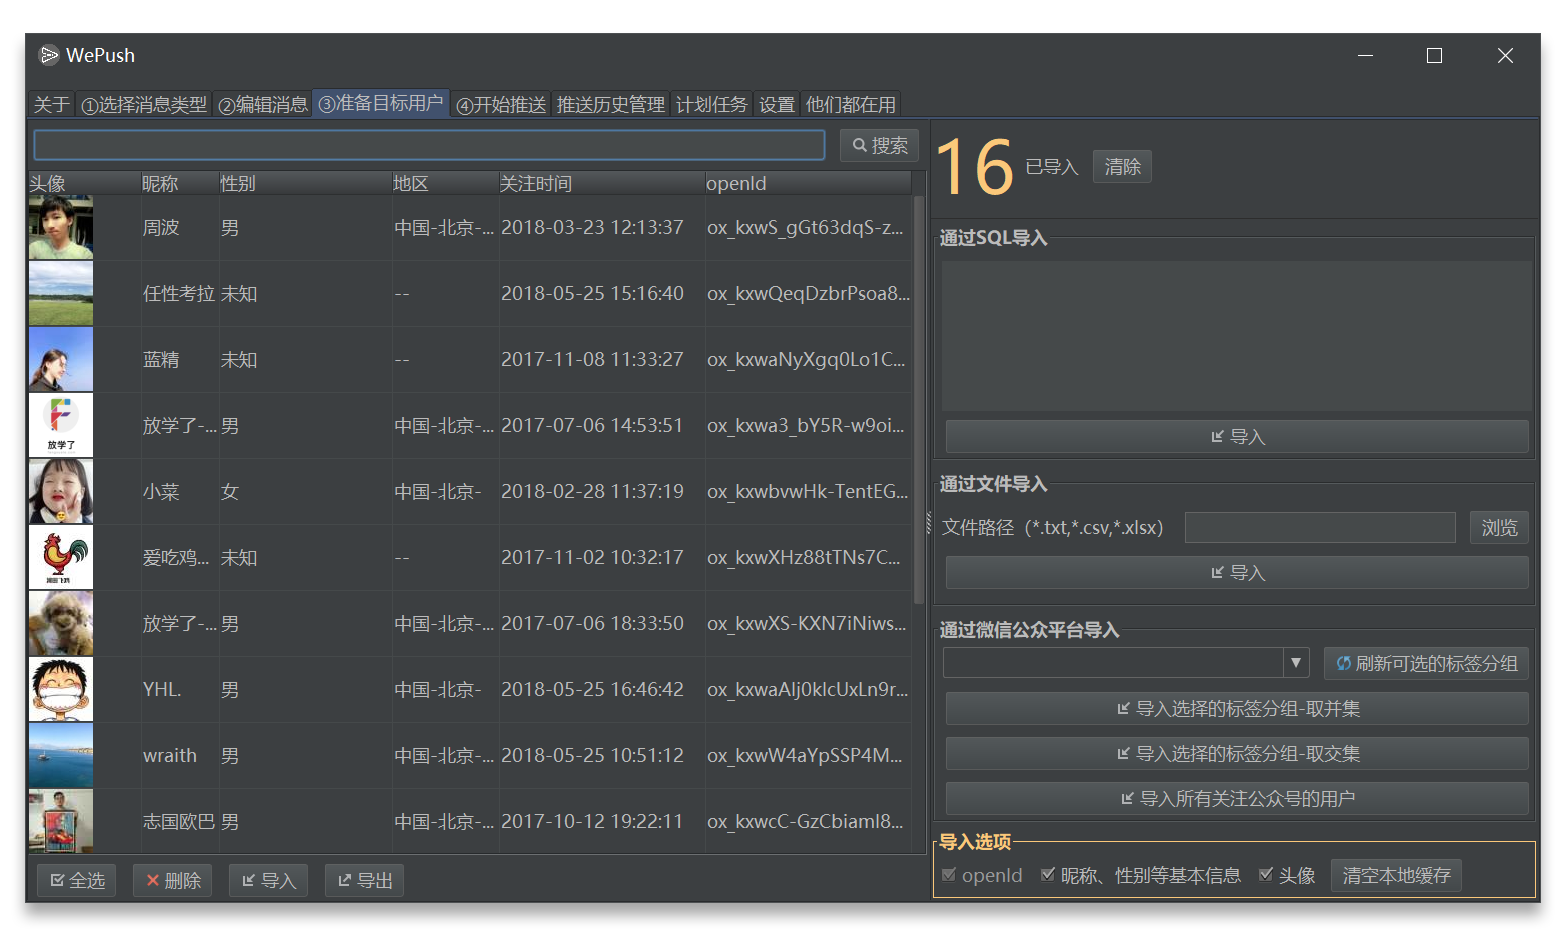 WePush
关于 ①选择消息类型 ②编辑消息 ③准备目标用户 ④开始推送 推送历史管理 计划任务 设置 他们都在用
搜索
头像 昵称 性别 地区 关注时间 openId
周波 男 中国-北京-... 2018-03-23 12:13:37 ox_kxwS_gGt63dqS-z...
任性考拉 未知 -- 2018-05-25 15:16:40 ox_kxwQeqDzbrPsoa8...
蓝精 未知 -- 2017-11-08 11:33:27 ox_kxwaNyXgq0Lo1C...
放学了
放学了-... 男 中国-北京-... 2017-07-06 14:53:51 ox_kxwa3_bY5R-w9oi...
小菜 女 中国-北京- 2018-02-28 11:37:19 ox_kxwbvwHk-TentEG...
爱吃鸡... 未知 -- 2017-11-02 10:32:17 ox_kxwXHz88tTNs7C...
放学了-... 男 中国-北京-... 2017-07-06 18:33:50 ox_kxwXS-KXN7iNiws...
YHL. 男 中国-北京- 2018-05-25 16:46:42 ox_kxwaAlj0klcUxLn9r...
wraith 男 中国-北京-... 2018-05-25 10:51:12 ox_kxwW4aYpSSP4M...
志国欧巴 男 中国-北京-... 2017-10-12 19:22:11 ox_kxwcC-GzCbiaml8...
全选 删除 导入 导出
16 已导入 清除
通过SQL导入
导入
通过文件导入
文件路径（*.txt,*.csv,*.xlsx） 浏览
导入
通过微信公众平台导入
刷新可选的标签分组
导入选择的标签分组-取并集
导入选择的标签分组-取交集
导入所有关注公众号的用户
导入选项
openId 昵称、性别等基本信息 头像 清空本地缓存